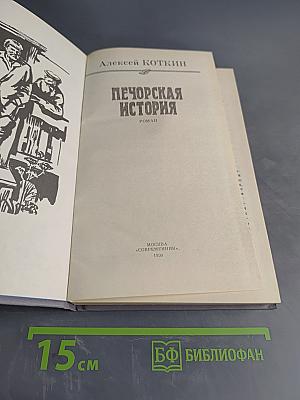 Алексей КОТКИН
ПЕЧОРСКАЯ
ИСТОРИЯ
РОМАН
МОСКВА
«СОВРЕМЕННИК»
15 см
БФ БИБЛИОФАН